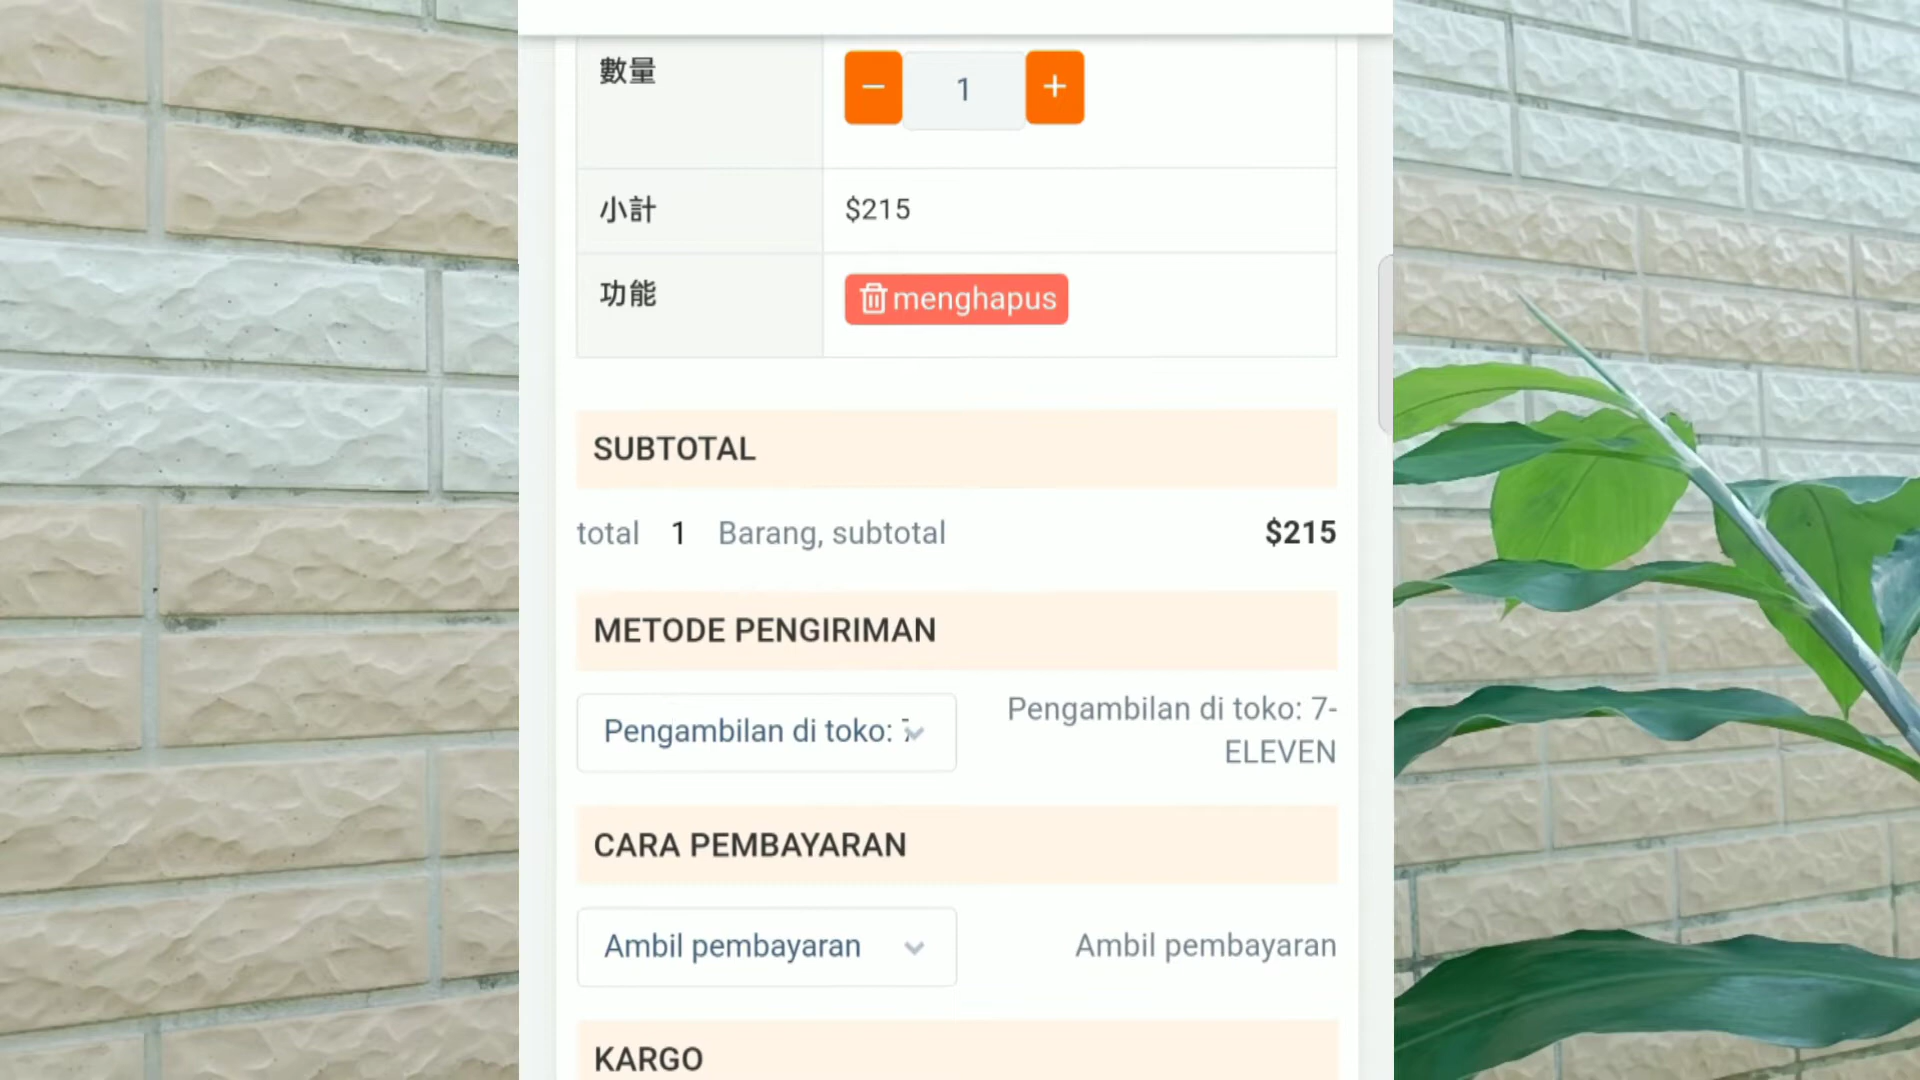 數量
− 1 +
小計
$215
功能
menghapus
SUBTOTAL
total 1 Barang, subtotal $215
METODE PENGIRIMAN
Pengambilan di toko: 7
Pengambilan di toko: 7-
ELEVEN
CARA PEMBAYARAN
Ambil pembayaran
Ambil pembayaran
KARGO